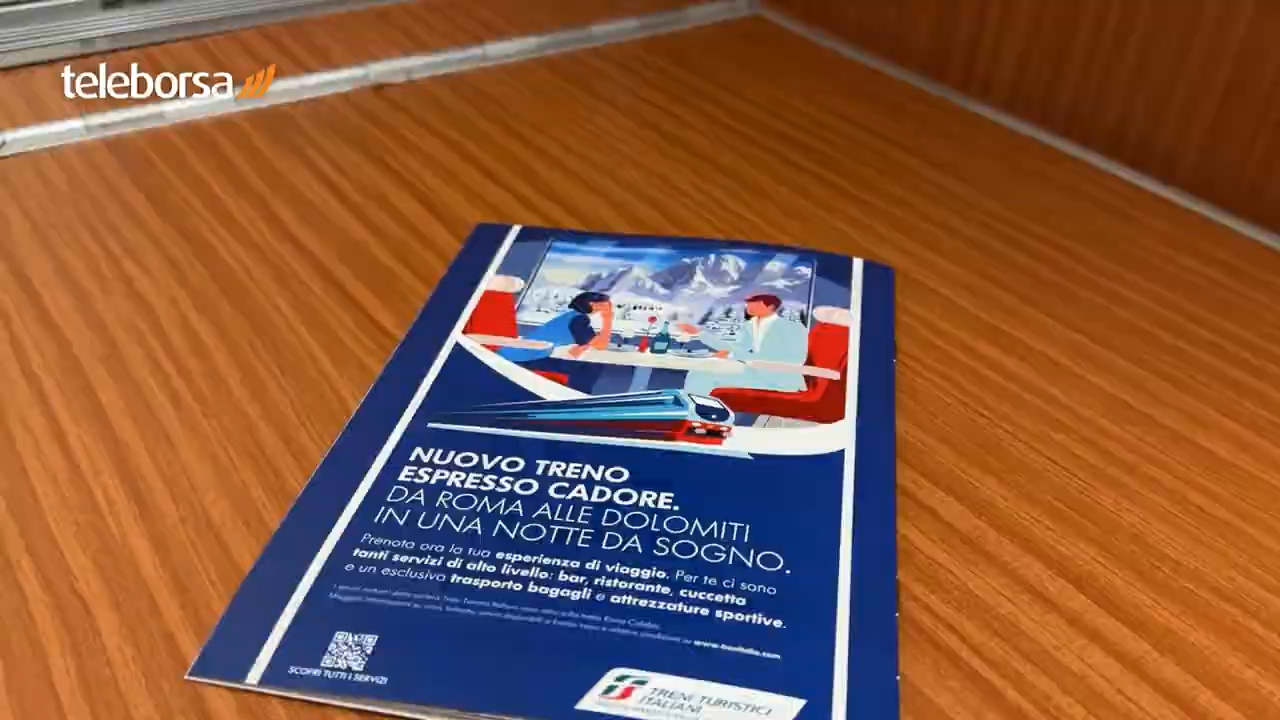 teleborsa
NUOVO TRENO
ESPRESSO CADORE.
DA ROMA ALLE DOLOMITI
IN UNA NOTTE DA SOGNO.
Prenota ora la tua esperienza di viaggio. Per te ci sono
tanti servizi di alto livello: bar, ristorante, cuccetta
e un esclusivo trasporto bagagli e attrezzature sportive.
SCOPRI TUTTI I SERVIZI
TRENI TURISTICI
ITALIANI